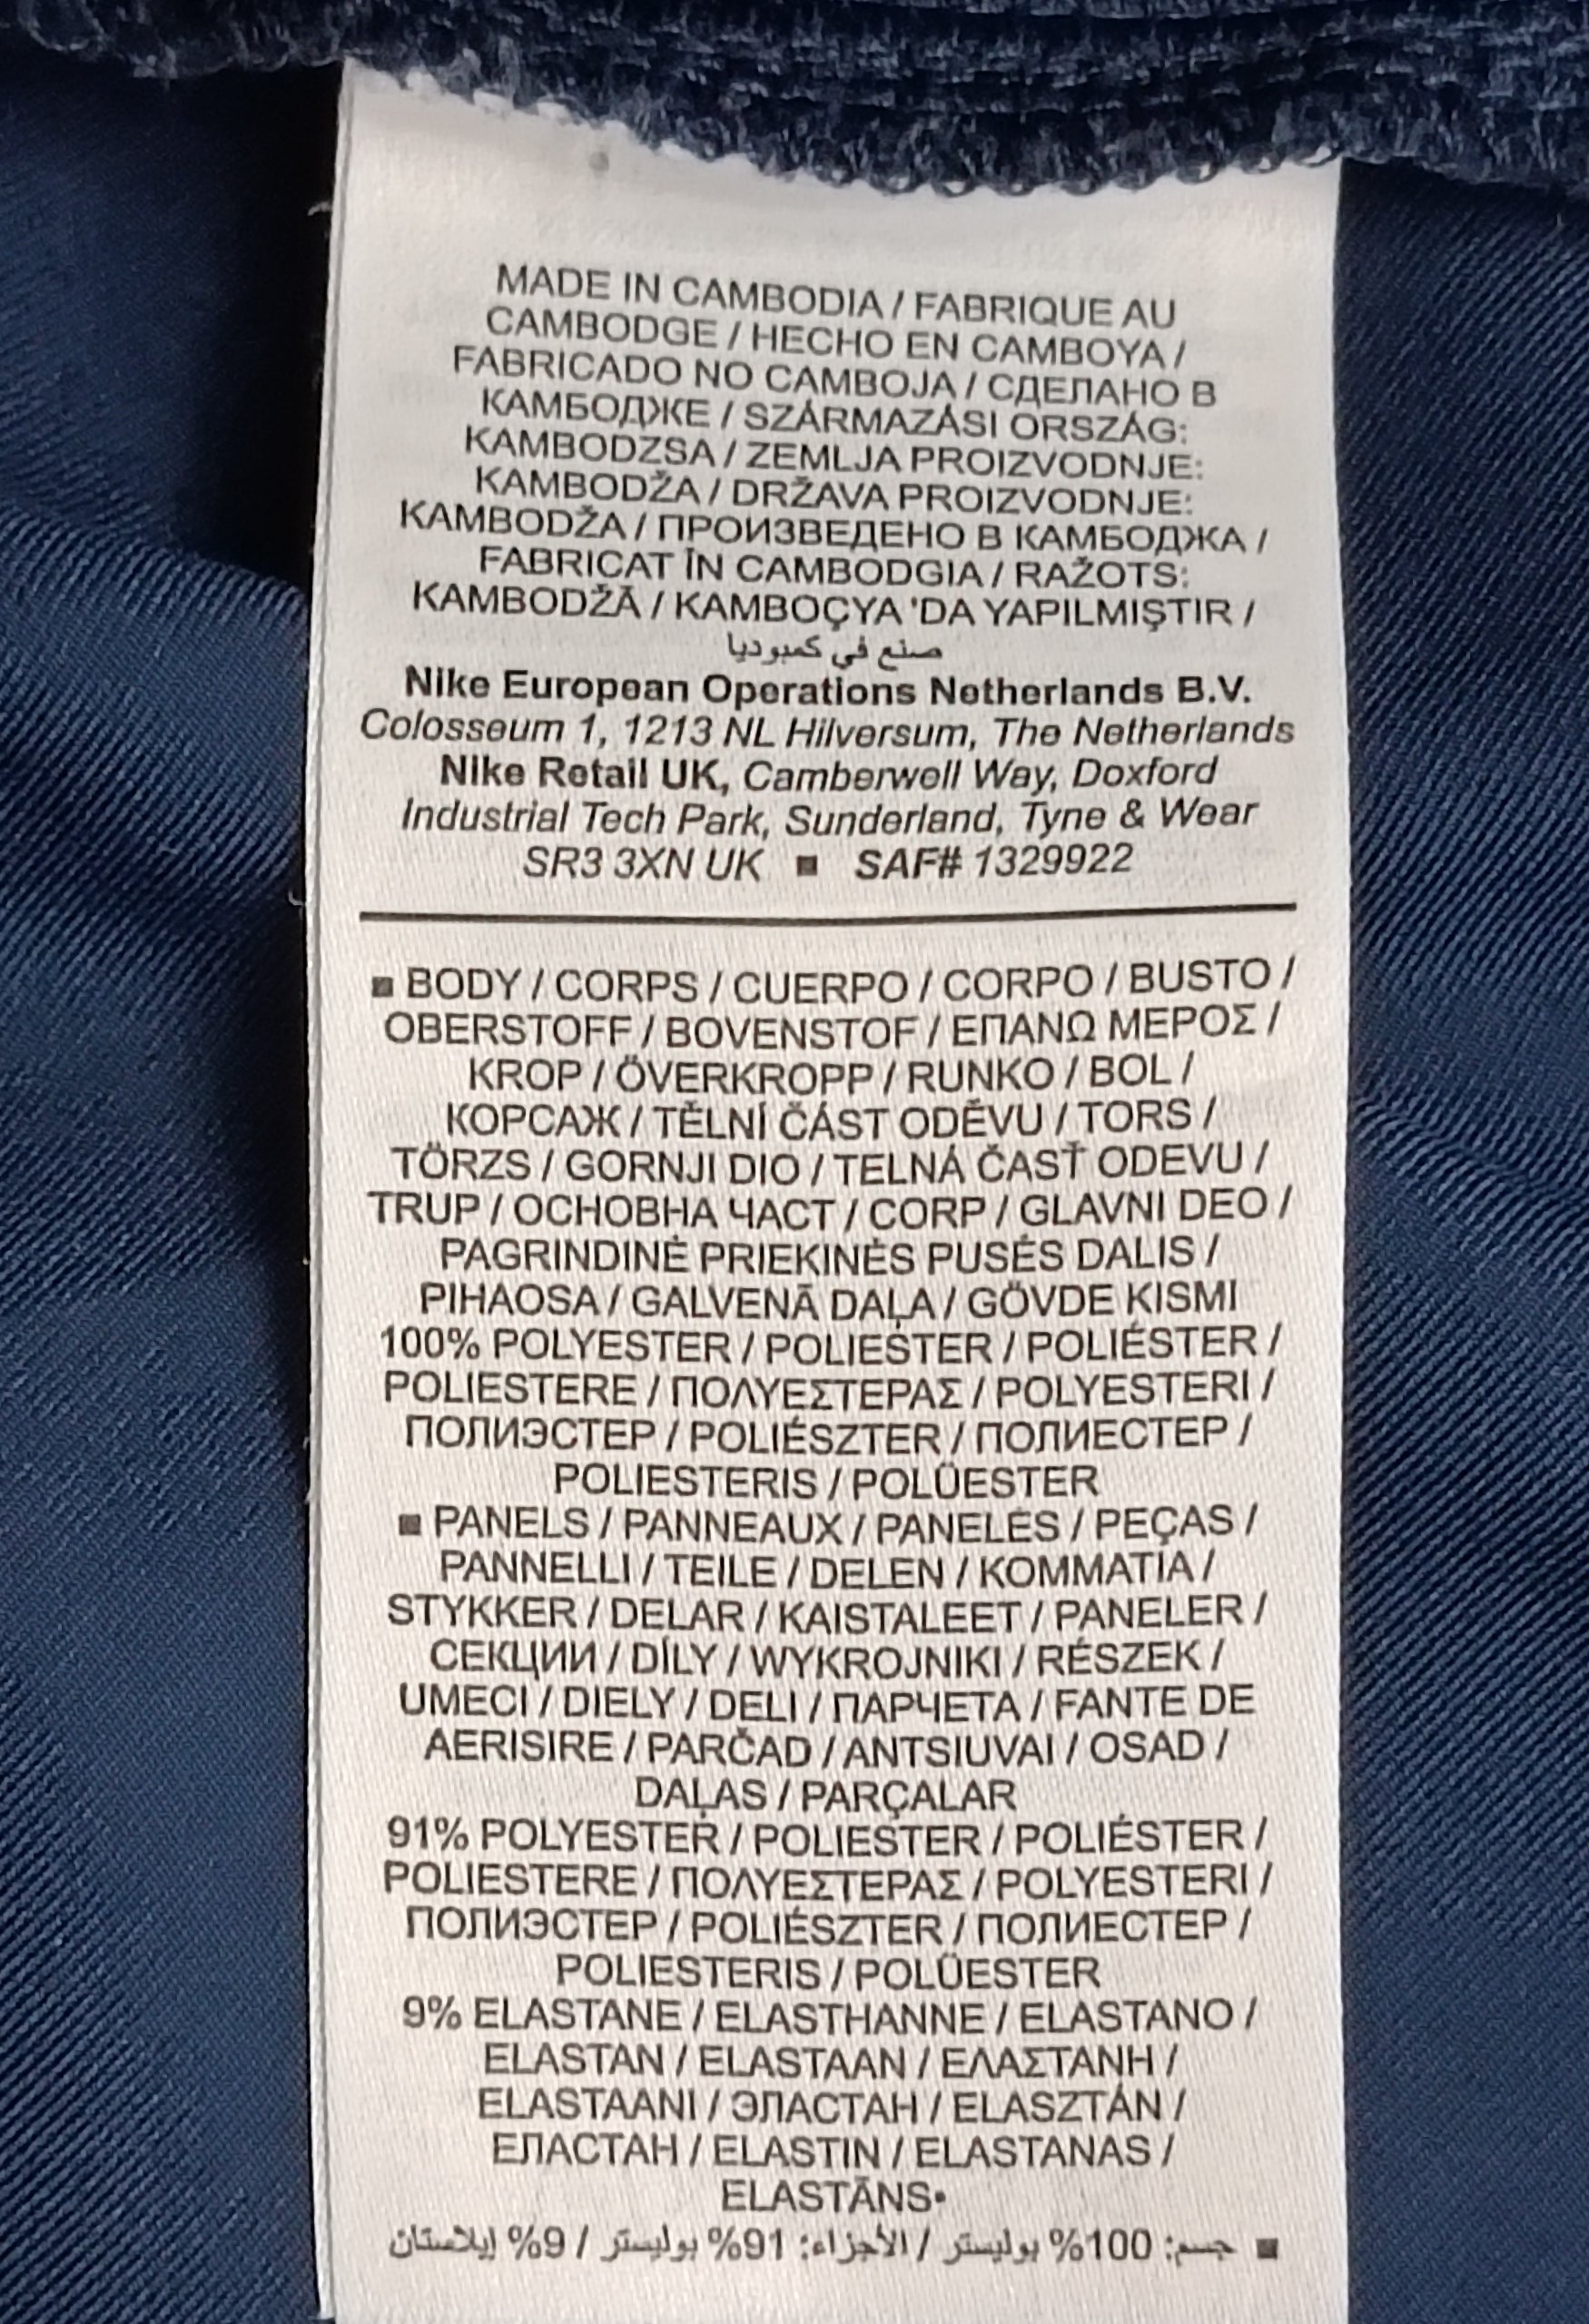 MADE IN CAMBODIA / FABRIQUE AU
CAMBODGE / HECHO EN CAMBOYA /
FABRICADO NO CAMBOJA / СДЕЛАНО В
КАМБОДЖЕ / SZÁRMAZÁSI ORSZÁG:
KAMBODZSA / ZEMLJA PROIZVODNJE:
KAMBODŽA / DRŽAVA PROIZVODNJE:
KAMBODŽA / ПРОИЗВЕДЕНО В КАМБОДЖА /
FABRICAT ÎN CAMBODGIA / RAŽOTS:
KAMBODŽĀ / KAMBOÇYA 'DA YAPILMIŞTIR /
صنع في كمبوديا
Nike European Operations Netherlands B.V.
Colosseum 1, 1213 NL Hilversum, The Netherlands
Nike Retail UK, Camberwell Way, Doxford
Industrial Tech Park, Sunderland, Tyne & Wear
SR3 3XN UK ■ SAF# 1329922
■ BODY / CORPS / CUERPO / CORPO / BUSTO /
OBERSTOFF / BOVENSTOF / ΕΠΑΝΩ ΜΕΡΟΣ /
KROP / ÖVERKROPP / RUNKO / BOL /
КОРСАЖ / TĚLNÍ ČÁST ODĚVU / TORS /
TÖRZS / GORNJI DIO / TELNÁ ČASŤ ODEVU /
TRUP / ОСНОВНА ЧАСТ / CORP / GLAVNI DEO /
PAGRINDINĖ PRIEKINĖS PUSĖS DALIS /
PIHAOSA / GALVENĀ DAĻA / GÖVDE KISMI
100% POLYESTER / POLIESTER / POLIÉSTER /
POLIESTERE / ΠΟΛΥΕΣΤΕΡΑΣ / POLYESTERI /
ПОЛИЭСТЕР / POLIÉSZTER / ПОЛИЕСТЕР /
POLIESTERIS / POLÜESTER
■ PANELS / PANNEAUX / PANELES / PEÇAS /
PANNELLI / TEILE / DELEN / ΚΟΜΜΑΤΙΑ /
STYKKER / DELAR / KAISTALEET / PANELER /
СЕКЦИИ / DÍLY / WYKROJNIKI / RÉSZEK /
UMECI / DIELY / DELI / ПАРЧЕТА / FANTE DE
AERISIRE / PARČAD / ANTSIUVAI / OSAD /
DAĻAS / PARÇALAR
91% POLYESTER / POLIESTER / POLIÉSTER /
POLIESTERE / ΠΟΛΥΕΣΤΕΡΑΣ / POLYESTERI /
ПОЛИЭСТЕР / POLIÉSZTER / ПОЛИЕСТЕР /
POLIESTERIS / POLÜESTER
9% ELASTANE / ELASTHANNE / ELASTANO /
ELASTAN / ELASTAAN / ΕΛΑΣΤΑΝΗ /
ELASTAANI / ЭЛАСТАН / ELASZTÁN /
ЕЛАСТАН / ELASTIN / ELASTANAS /
ELASTĀNS•
■ جسم: 100% بوليستر / الأجزاء: 91% بوليستر / 9% إيلاستان